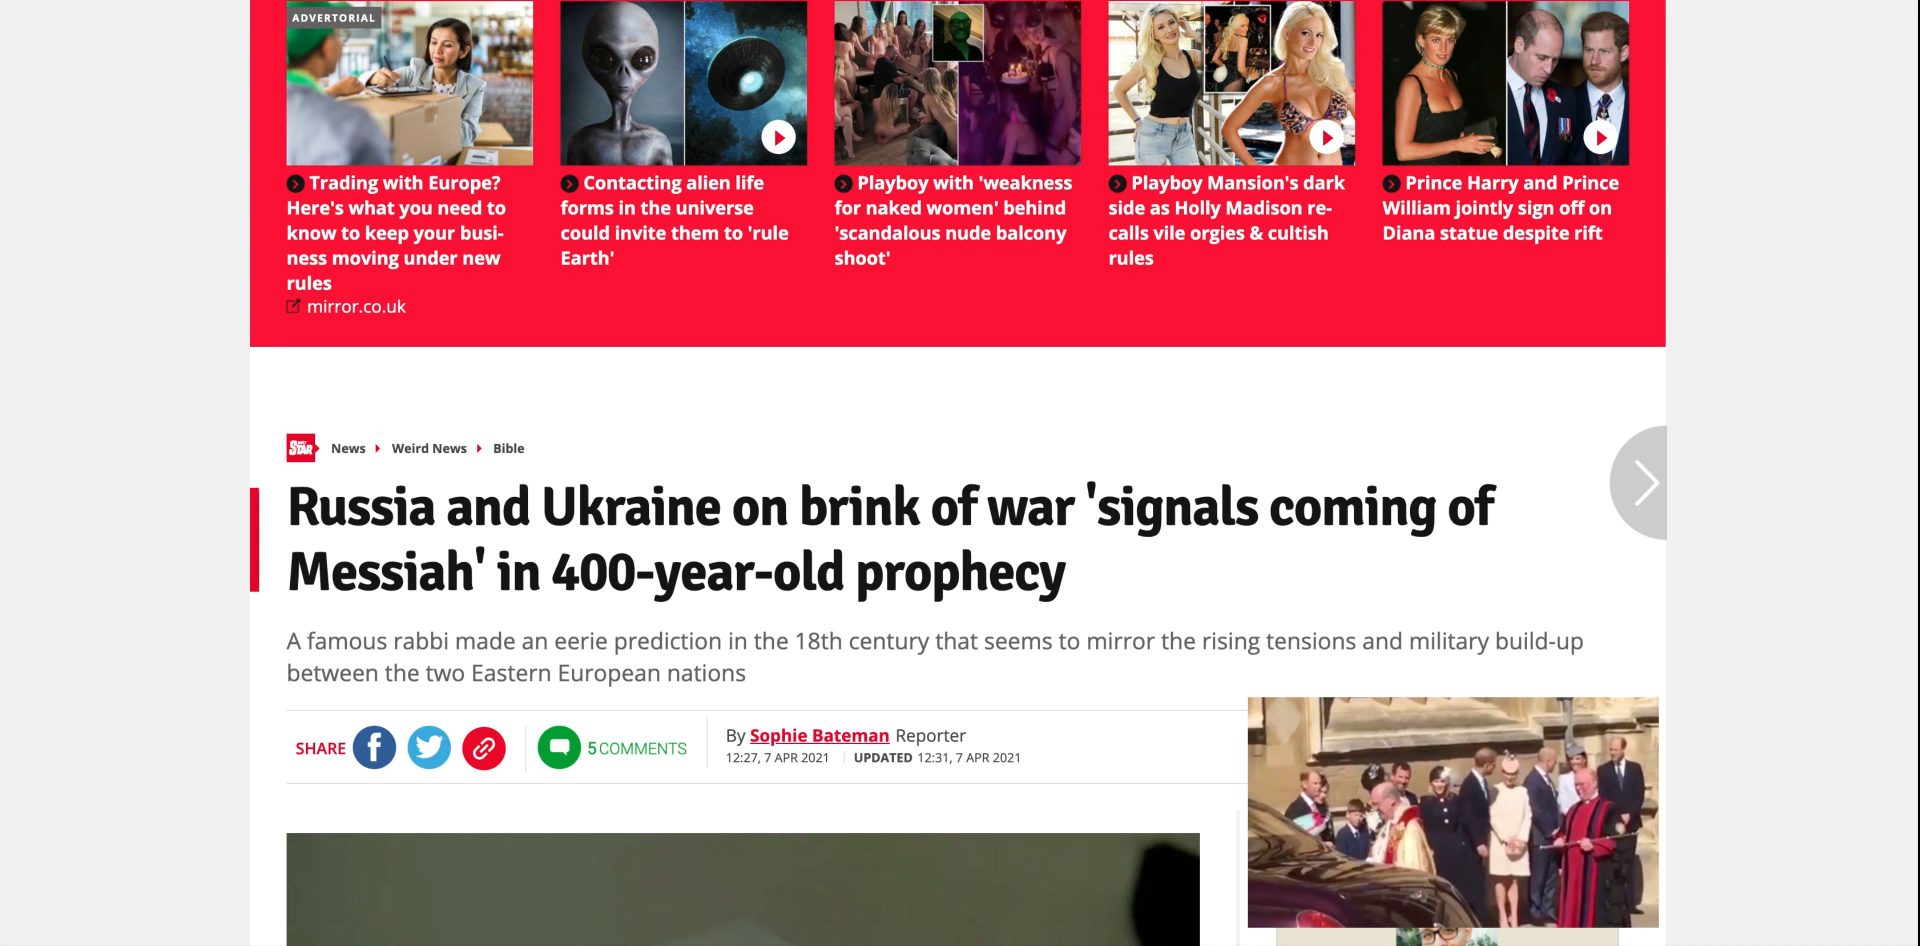 ADVERTORIAL
Trading with Europe?
Here's what you need to
know to keep your busi-
ness moving under new
rules
mirror.co.uk
Contacting alien life
forms in the universe
could invite them to 'rule
Earth'
Playboy with 'weakness
for naked women' behind
'scandalous nude balcony
shoot'
Playboy Mansion's dark
side as Holly Madison re-
calls vile orgies & cultish
rules
Prince Harry and Prince
William jointly sign off on
Diana statue despite rift
STAR News Weird News Bible
Russia and Ukraine on brink of war 'signals coming of
Messiah' in 400-year-old prophecy
A famous rabbi made an eerie prediction in the 18th century that seems to mirror the rising tensions and military build-up
between the two Eastern European nations
SHARE
5 COMMENTS
By Sophie Bateman Reporter
12:27, 7 APR 2021 UPDATED 12:31, 7 APR 2021